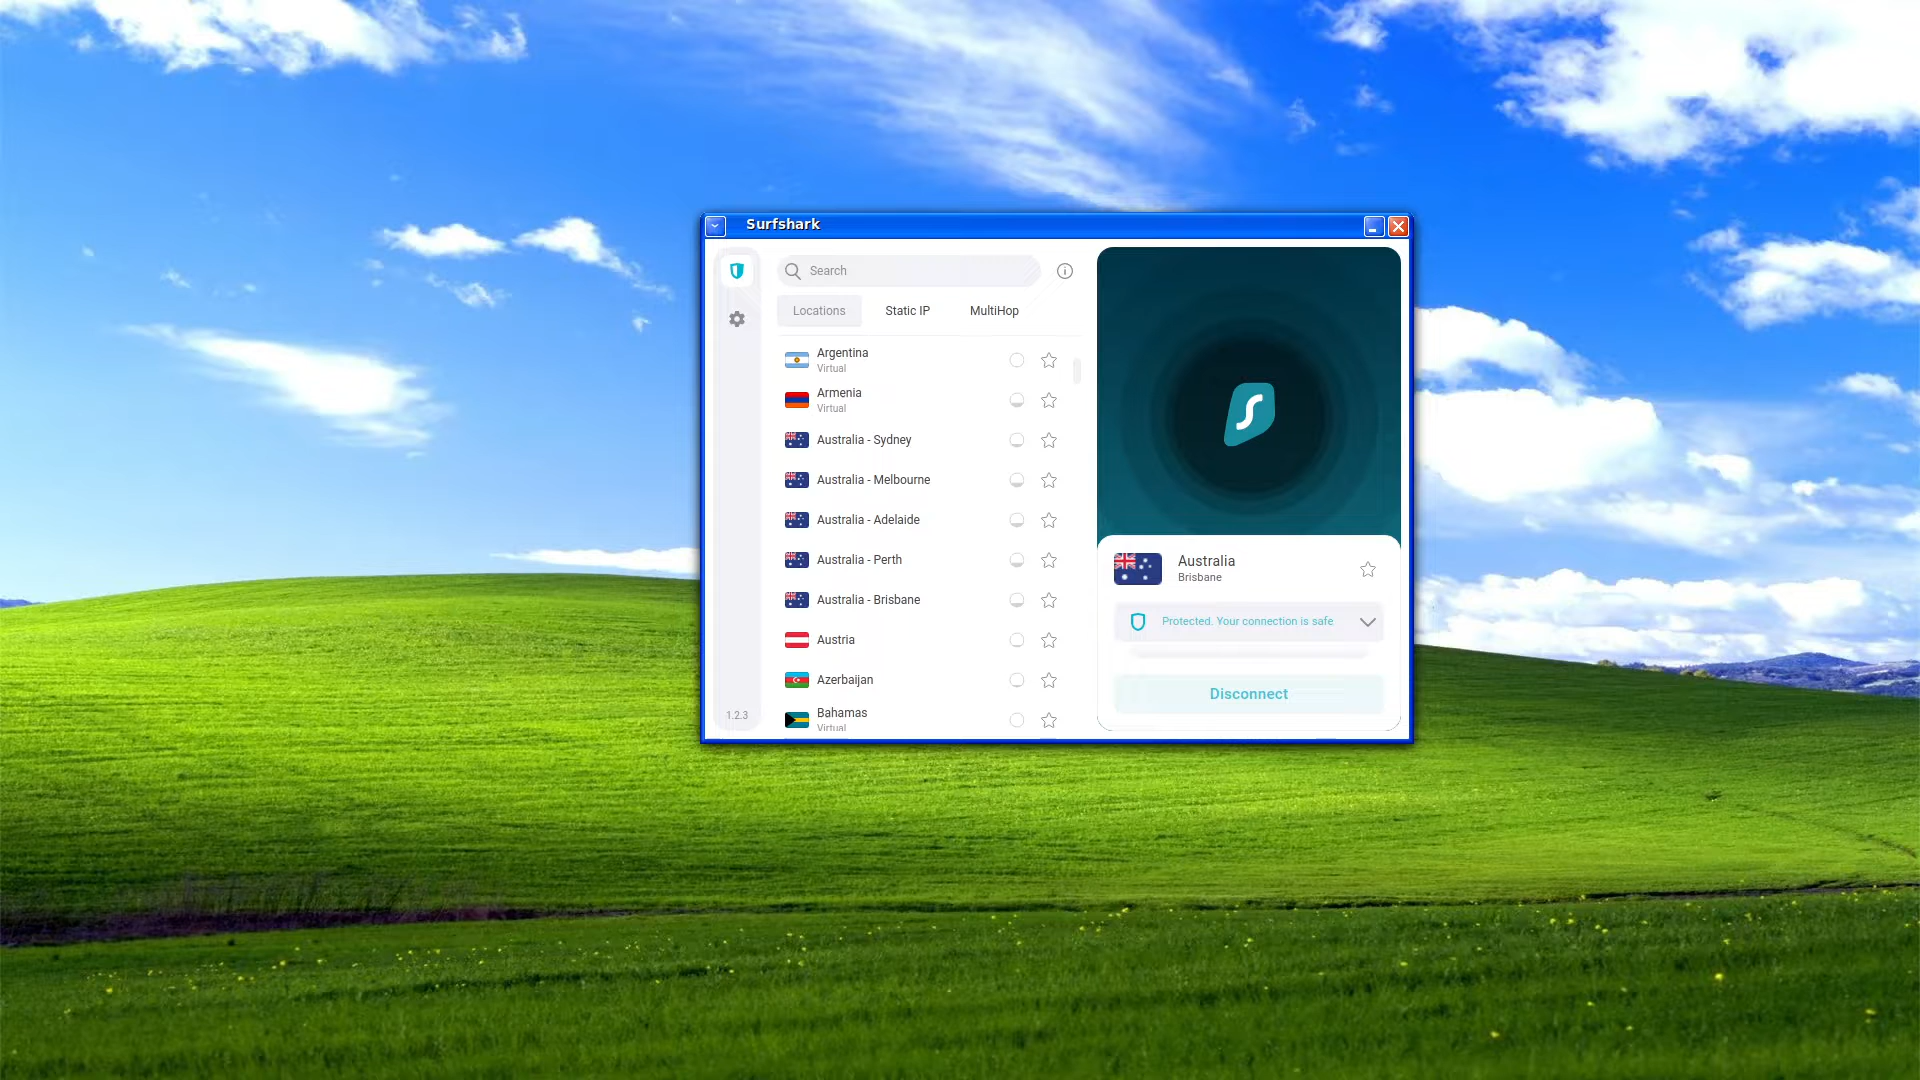 Surfshark
Search
Locations
Static IP
MultiHop
Argentina
Virtual
Armenia
Virtual
Australia - Sydney
Australia - Melbourne
Australia - Adelaide
Australia - Perth
Australia - Brisbane
Austria
Azerbaijan
Bahamas
Virtual
1.2.3
Australia
Brisbane
Protected. Your connection is safe
Disconnect